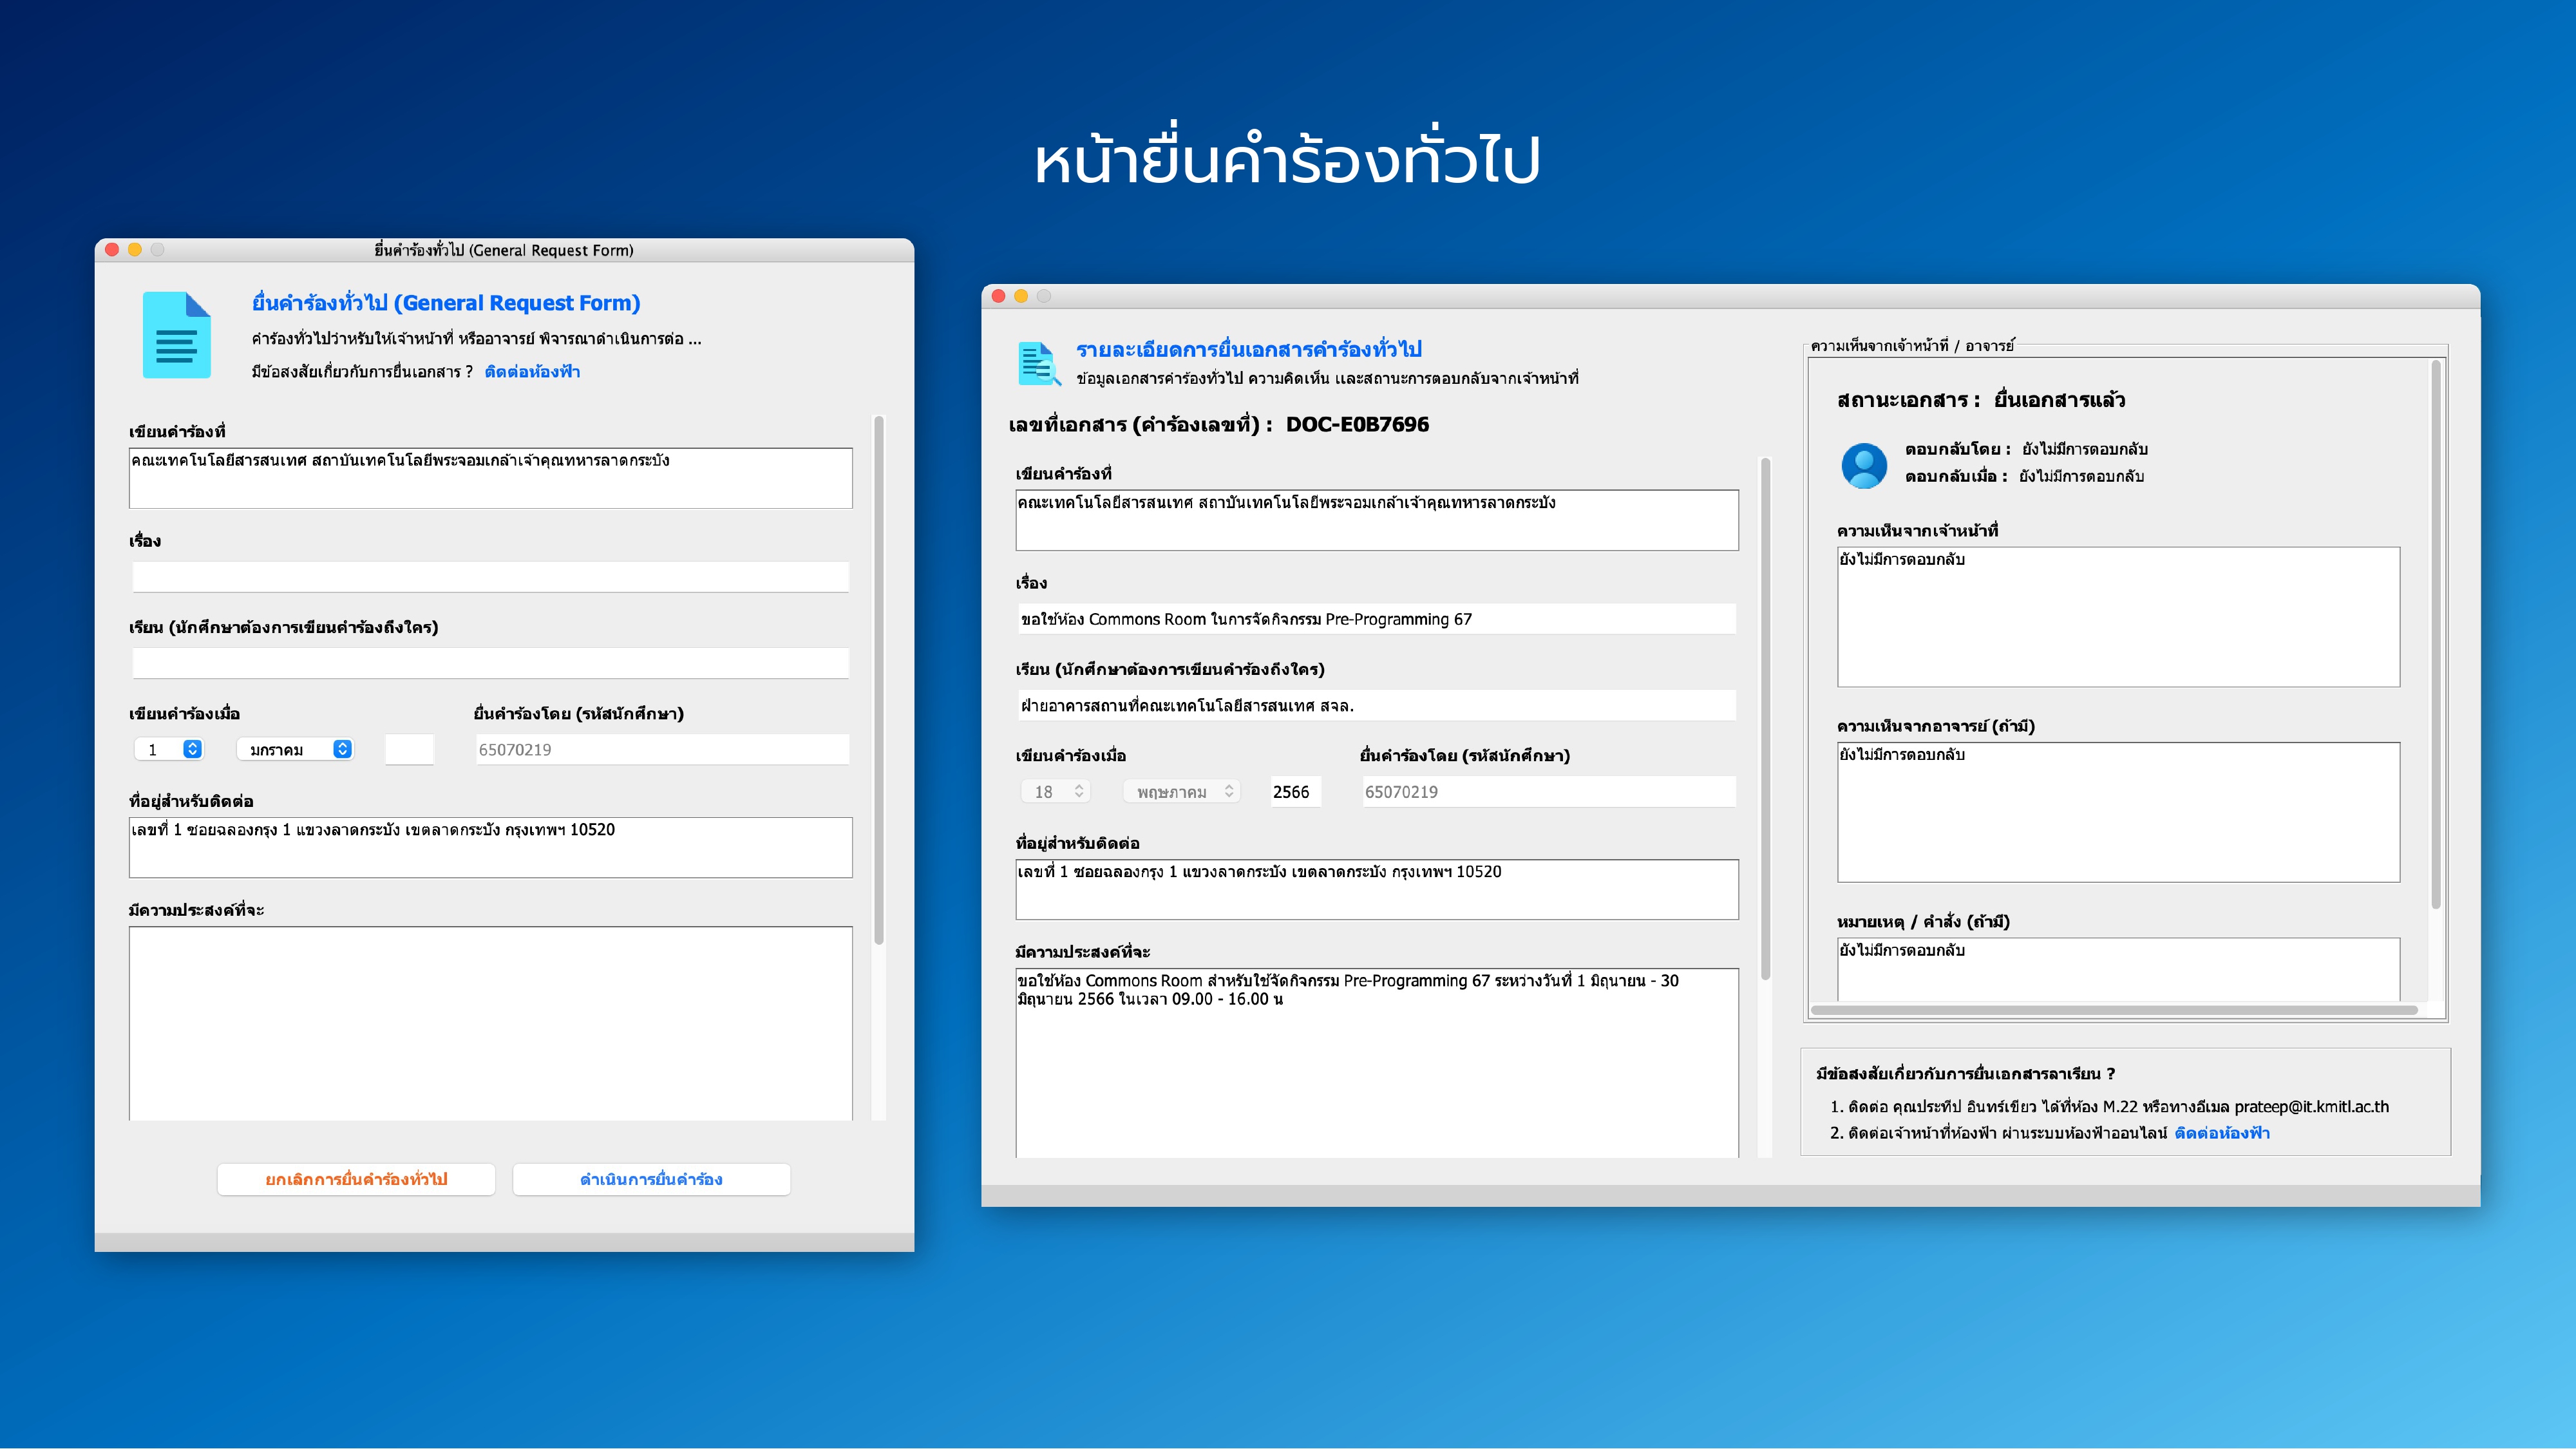 หน้ายื่นคำร้องทั่วไป
ยื่นคำร้องทั่วไป (General Request Form)
ยื่นคำร้องทั่วไป (General Request Form)
คำร้องทั่วไปว่าหรับให้เจ้าหน้าที่ หรืออาจารย์ พิจารณาดำเนินการต่อ ...
มีข้อสงสัยเกี่ยวกับการยื่นเอกสาร ? ติดต่อห้องฟ้า
เขียนคำร้องที่
คณะเทคโนโลยีสารสนเทศ สถาบันเทคโนโลยีพระจอมเกล้าเจ้าคุณทหารลาดกระบัง
เรื่อง
เรียน (นักศึกษาต้องการเขียนคำร้องถึงใคร)
เขียนคำร้องเมื่อ ยื่นคำร้องโดย (รหัสนักศึกษา)
1 มกราคม 65070219
ที่อยู่สำหรับติดต่อ
เลขที่ 1 ซอยฉลองกรุง 1 แขวงลาดกระบัง เขตลาดกระบัง กรุงเทพฯ 10520
มีความประสงค์ที่จะ
ยกเลิกการยื่นคำร้องทั่วไป ดำเนินการยื่นคำร้อง
รายละเอียดการยื่นเอกสารคำร้องทั่วไป
ข้อมูลเอกสารคำร้องทั่วไป ความคิดเห็น และสถานะการตอบกลับจากเจ้าหน้าที่
เลขที่เอกสาร (คำร้องเลขที่) : DOC-E0B7696
เขียนคำร้องที่
คณะเทคโนโลยีสารสนเทศ สถาบันเทคโนโลยีพระจอมเกล้าเจ้าคุณทหารลาดกระบัง
เรื่อง
ขอใช้ห้อง Commons Room ในการจัดกิจกรรม Pre-Programming 67
เรียน (นักศึกษาต้องการเขียนคำร้องถึงใคร)
ฝ่ายอาคารสถานที่คณะเทคโนโลยีสารสนเทศ สจล.
เขียนคำร้องเมื่อ ยื่นคำร้องโดย (รหัสนักศึกษา)
18 พฤษภาคม 2566 65070219
ที่อยู่สำหรับติดต่อ
เลขที่ 1 ซอยฉลองกรุง 1 แขวงลาดกระบัง เขตลาดกระบัง กรุงเทพฯ 10520
มีความประสงค์ที่จะ
ขอใช้ห้อง Commons Room สำหรับใช้จัดกิจกรรม Pre-Programming 67 ระหว่างวันที่ 1 มิถุนายน - 30
มิถุนายน 2566 ในเวลา 09.00 - 16.00 น
ความเห็นจากเจ้าหน้าที่ / อาจารย์
สถานะเอกสาร : ยื่นเอกสารแล้ว
ตอบกลับโดย : ยังไม่มีการตอบกลับ
ตอบกลับเมื่อ : ยังไม่มีการตอบกลับ
ความเห็นจากเจ้าหน้าที่
ยังไม่มีการตอบกลับ
ความเห็นจากอาจารย์ (ถ้ามี)
ยังไม่มีการตอบกลับ
หมายเหตุ / คำสั่ง (ถ้ามี)
ยังไม่มีการตอบกลับ
มีข้อสงสัยเกี่ยวกับการยื่นเอกสารลาเรียน ?
1. ติดต่อ คุณประทีป อินทร์เขียว ได้ที่ห้อง M.22 หรือทางอีเมล prateep@it.kmitl.ac.th
2. ติดต่อเจ้าหน้าที่ห้องฟ้า ผ่านระบบห้องฟ้าออนไลน์ ติดต่อห้องฟ้า